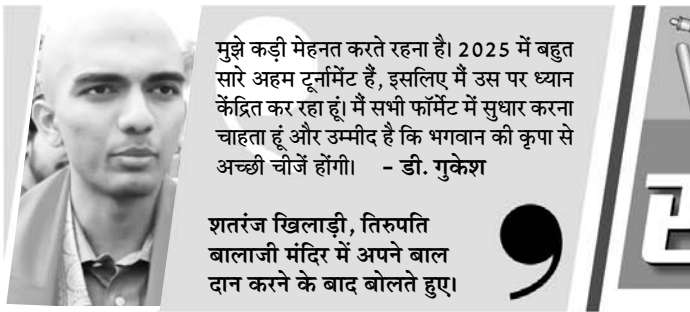 मुझे कड़ी मेहनत करते रहना है। 2025 में बहुत
सारे अहम टूर्नामेंट हैं, इसलिए मैं उस पर ध्यान
केंद्रित कर रहा हूं। मैं सभी फॉर्मेट में सुधार करना
चाहता हूं और उम्मीद है कि भगवान की कृपा से
अच्छी चीजें होंगी। - डी. गुकेश
शतरंज खिलाड़ी, तिरुपति
बालाजी मंदिर में अपने बाल
दान करने के बाद बोलते हुए।